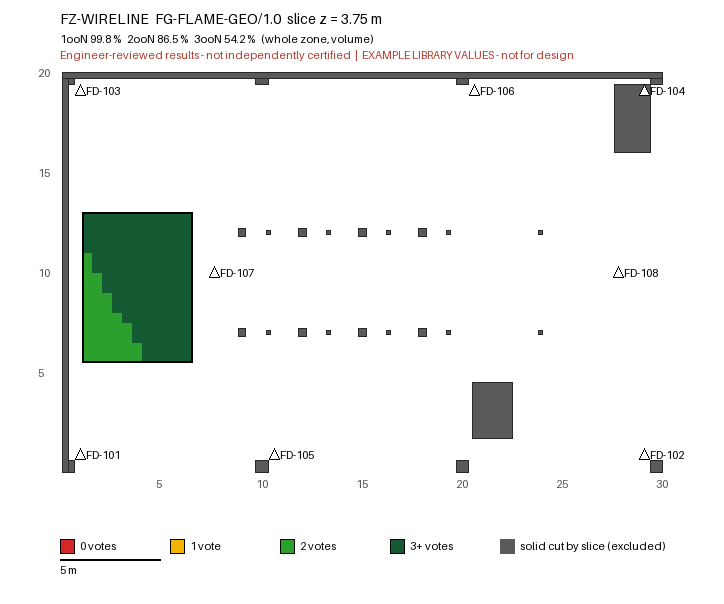 FZ-WIRELINE FG-FLAME-GEO/1.0 slice z = 3.75 m
1ooN 99.8 % 2ooN 86.5 % 3ooN 54.2 % (whole zone, volume)
Engineer-reviewed results - not independently certified | EXAMPLE LIBRARY VALUES - not for design
20
FD-103
FD-106
FD-104
15
10
FD-107
FD-108
5
FD-101
FD-105
FD-102
5
10
15
20
25
30
0 votes
1 vote
2 votes
3+ votes
solid cut by slice (excluded)
5 m